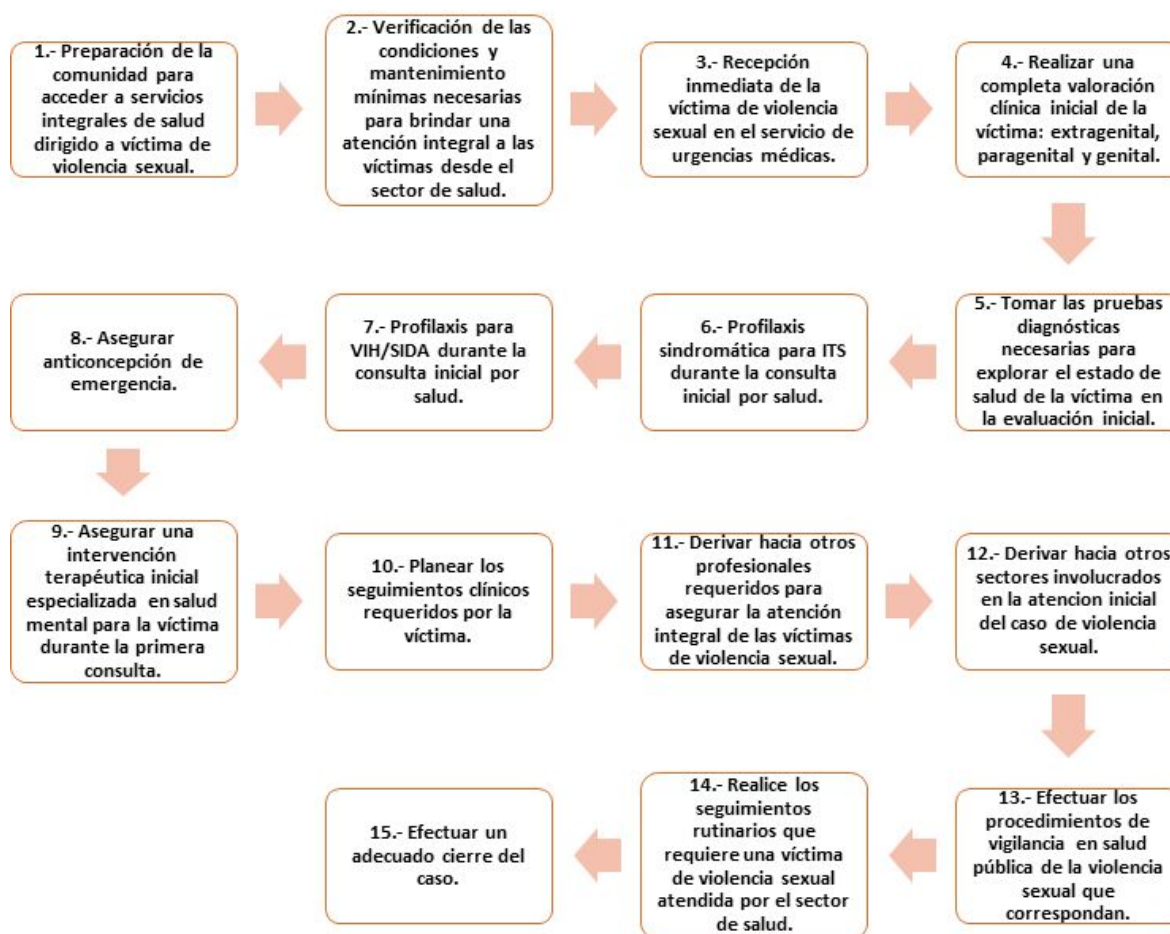 1.- Preparación de la
comunidad para
acceder a servicios
integrales de salud
dirigido a víctima de
violencia sexual.
2.- Verificación de las
condiciones y
mantenimiento
mínimas necesarias
para brindar una
atención integral a las
víctimas desde el
sector de salud.
3.- Recepción
inmediata de la
víctima de violencia
sexual en el servicio de
urgencias médicas.
4.- Realizar una
completa valoración
clínica inicial de la
víctima: extragenital,
paragenital y genital.
5.- Tomar las pruebas
diagnósticas
necesarias para
explorar el estado de
salud de la víctima en
la evaluación inicial.
6.- Profilaxis
sindromática para ITS
durante la consulta
inicial por salud.
7.- Profilaxis para
VIH/SIDA durante la
consulta inicial por
salud.
8.- Asegurar
anticoncepción de
emergencia.
9.- Asegurar una
intervención
terapéutica inicial
especializada en salud
mental para la víctima
durante la primera
consulta.
10.- Planear los
seguimientos clínicos
requeridos por la
víctima.
11.- Derivar hacia otros
profesionales
requeridos para
asegurar la atención
integral de las víctimas
de violencia sexual.
12.- Derivar hacia otros
sectores involucrados
en la atencion inicial
del caso de violencia
sexual.
13.- Efectuar los
procedimientos de
vigilancia en salud
pública de la violencia
sexual que
correspondan.
14.- Realice los
seguimientos
rutinarios que
requiere una víctima
de violencia sexual
atendida por el sector
de salud.
15.- Efectuar un
adecuado cierre del
caso.